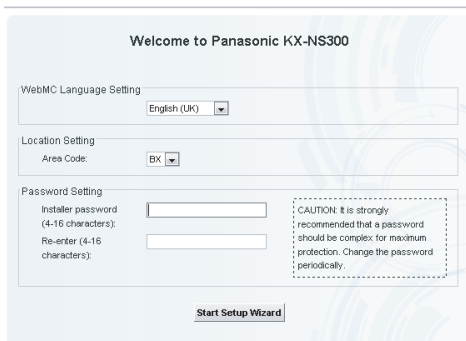 Welcome to Panasonic KX-NS300
WebMC Language Setting
English (UK)
Location Setting
Area Code:
BX
Password Setting
Installer password
(4-16 characters):
Re-enter (4-16
characters):
CAUTION: It is strongly
recommended that a password
should be complex for maximum
protection. Change the password
periodically.
Start Setup Wizard